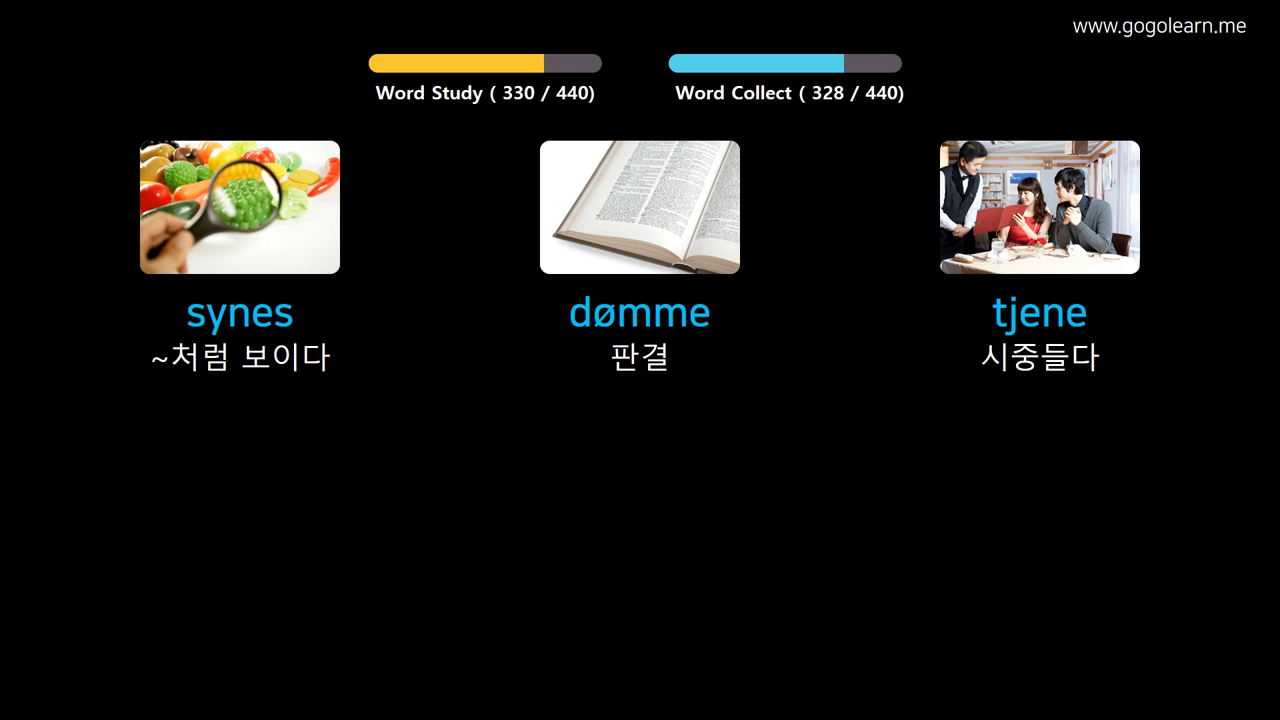 www.gogolearn.me
Word Study ( 330 / 440)
Word Collect ( 328 / 440)
synes
dømme
tjene
~처럼 보이다
판결
시중들다